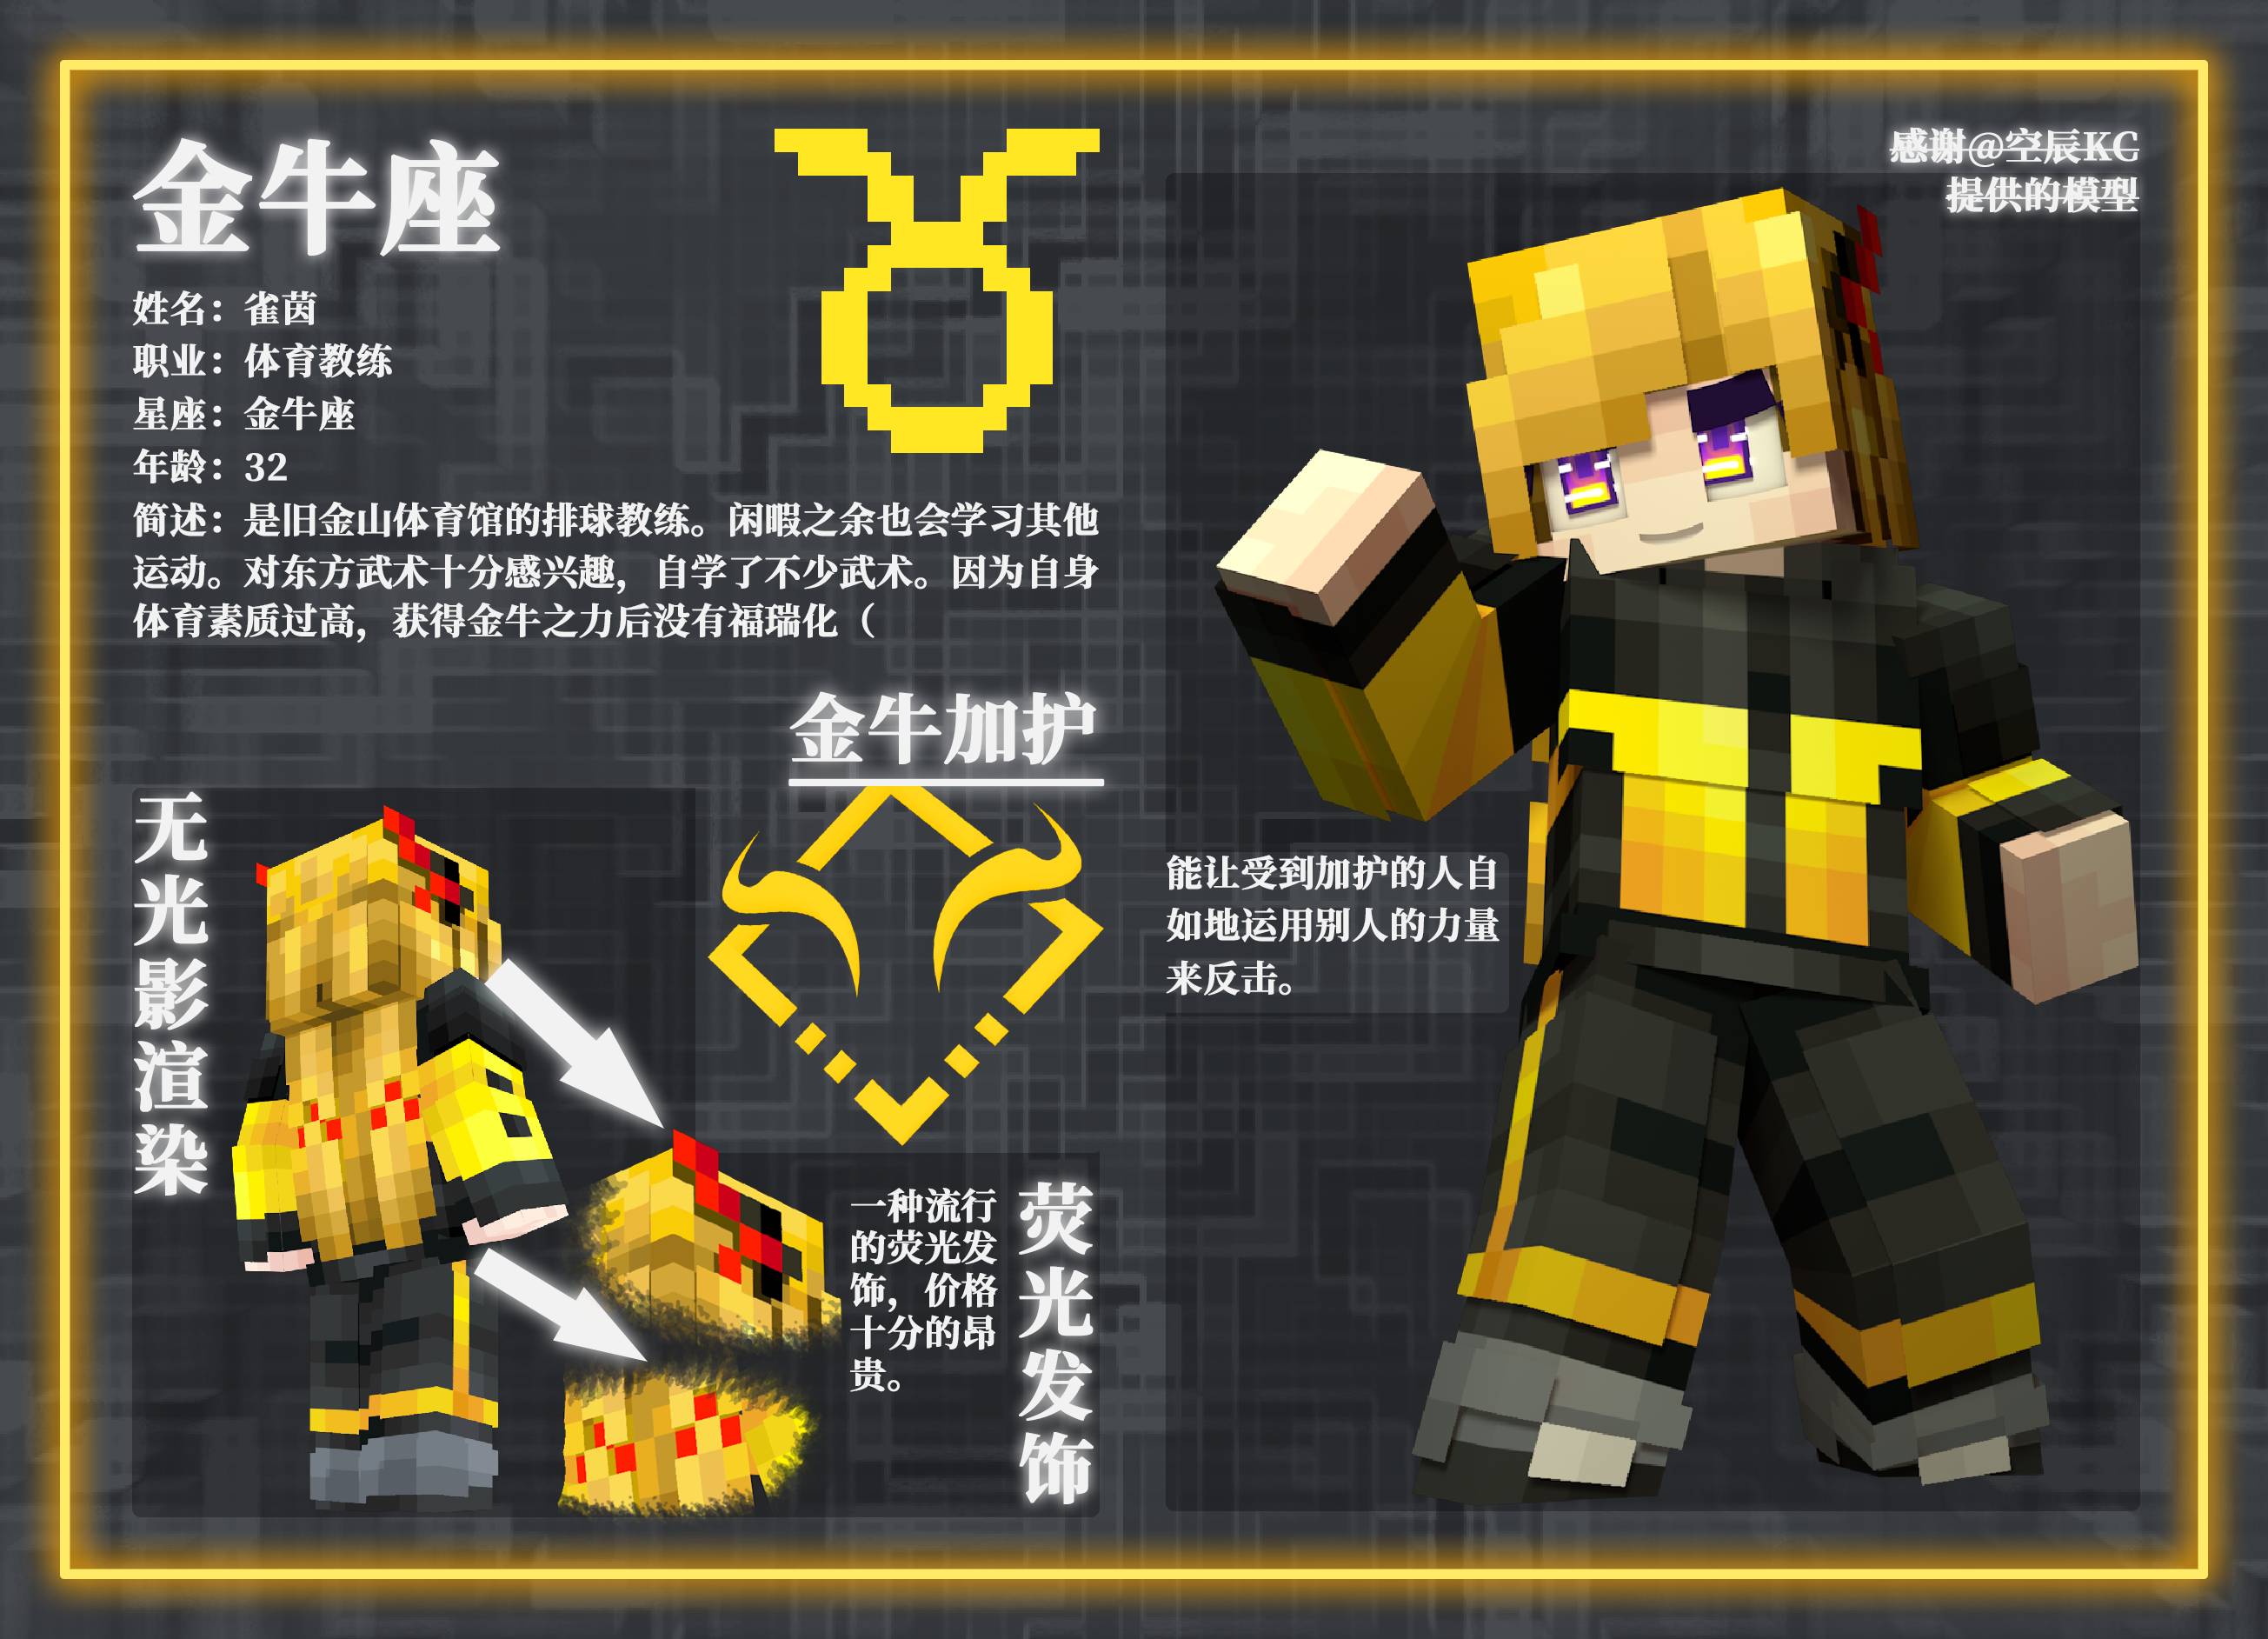 金牛座
姓名：雀茵
职业：体育教练
星座：金牛座
年龄：32
简述：是旧金山体育馆的排球教练。闲暇之余也会学习其他
运动。对东方武术十分感兴趣，自学了不少武术。因为自身
体育素质过高，获得金牛之力后没有福瑞化（
感谢@空辰KC
提供的模型
金牛加护
能让受到加护的人自
如地运用别人的力量
来反击。
无光影渲染
一种流行
的荧光发
饰，价格
十分的昂
贵。
荧光发饰